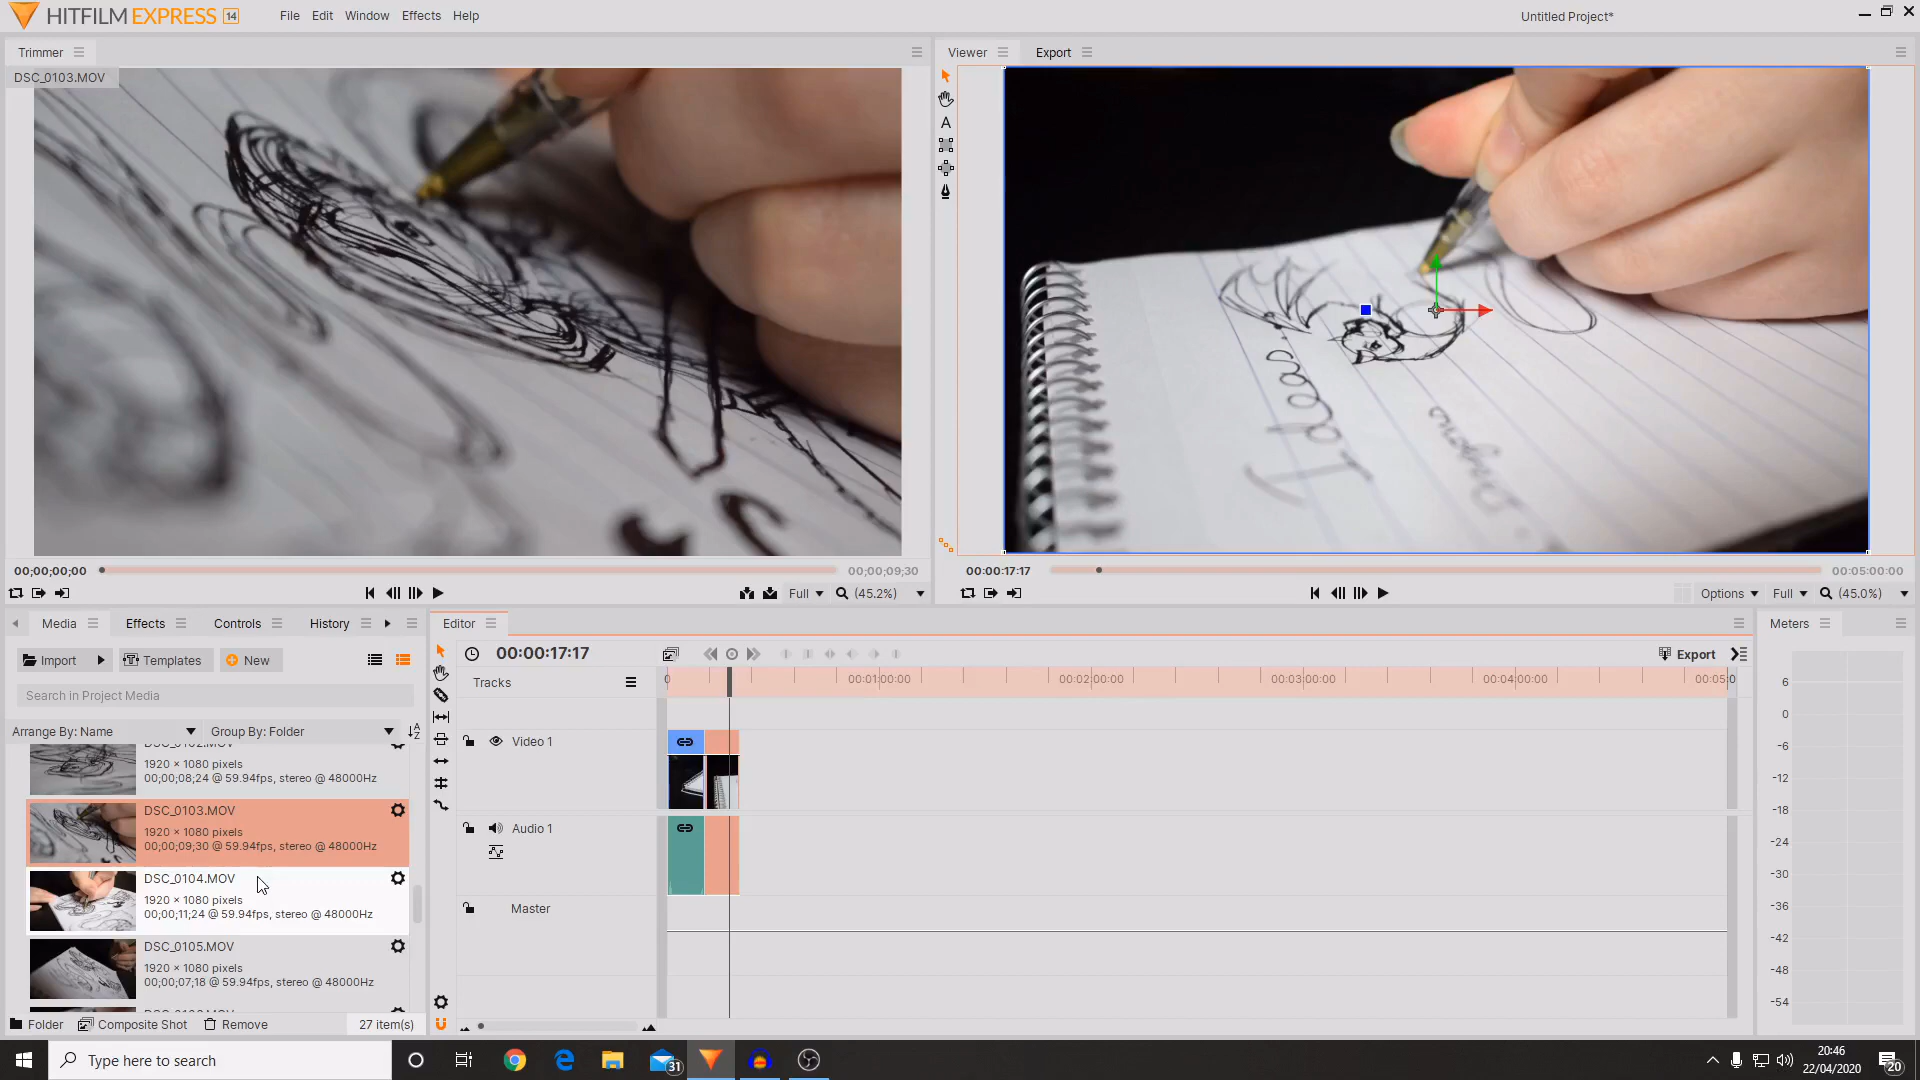 HITFILM EXPRESS 14
File Edit Window Effects Help
Untitled Project*
Trimmer
Viewer Export
DSC_0103.MOV
A
00;00;00;00
00;00;09;30
00:00:17:17
00:05:00:00
Full (45.2%)
Options Full (45.0%)
Media Effects Controls History
Editor
Meters
Import Templates New
00:00:17:17
Export
Search in Project Media
Tracks
0 00:01:00:00 00:02:00:00 00:03:00:00 00:04:00:00 00:05:0
Arrange By: Name Group By: Folder
DSC_0102.MOV
1920 × 1080 pixels
00;00;08;24 @ 59.94fps, stereo @ 48000Hz
DSC_0103.MOV
1920 × 1080 pixels
00;00;09;30 @ 59.94fps, stereo @ 48000Hz
DSC_0104.MOV
1920 × 1080 pixels
00;00;11;24 @ 59.94fps, stereo @ 48000Hz
DSC_0105.MOV
1920 × 1080 pixels
00;00;07;18 @ 59.94fps, stereo @ 48000Hz
Video 1
Audio 1
Master
6
0
-6
-12
-18
-24
-30
-36
-42
-48
-54
Folder Composite Shot Remove 27 item(s)
Type here to search
31
20:46
22/04/2020
20